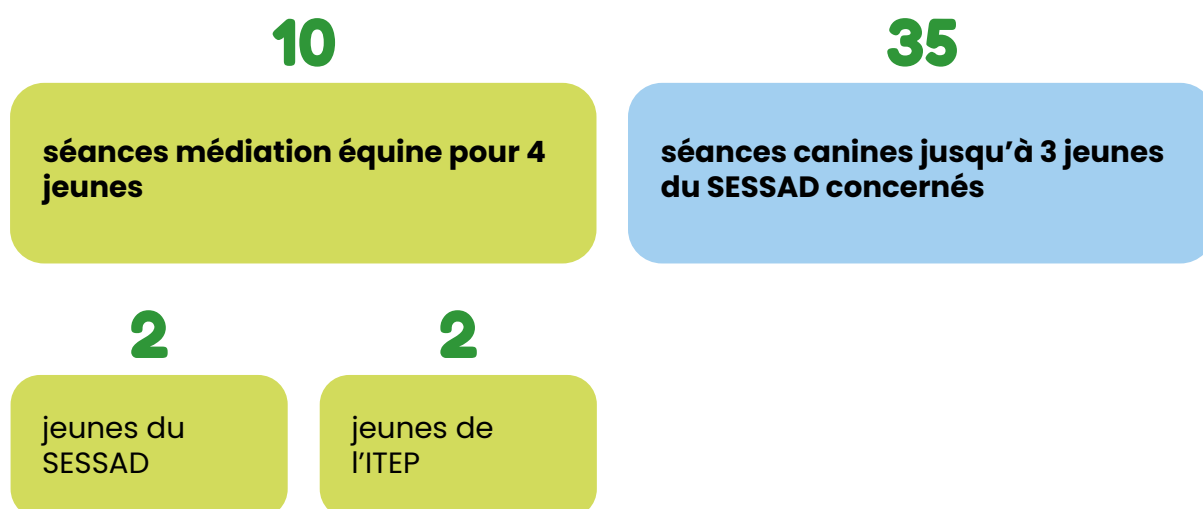 10
séances médiation équine pour 4
jeunes
35
séances canines jusqu’à 3 jeunes
du SESSAD concernés
2
jeunes du
SESSAD
2
jeunes de
l’ITEP